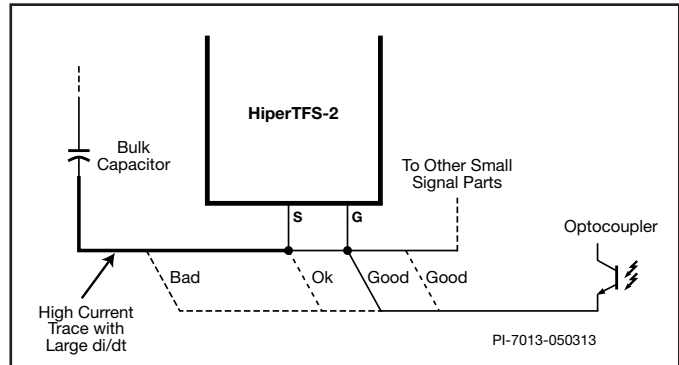 HiperTFS-2
Bulk
Capacitor
To Other Small
Signal Parts
S
G
Optocoupler
Bad
Ok
Good
Good
High Current
Trace with
Large di/dt
PI-7013-050313